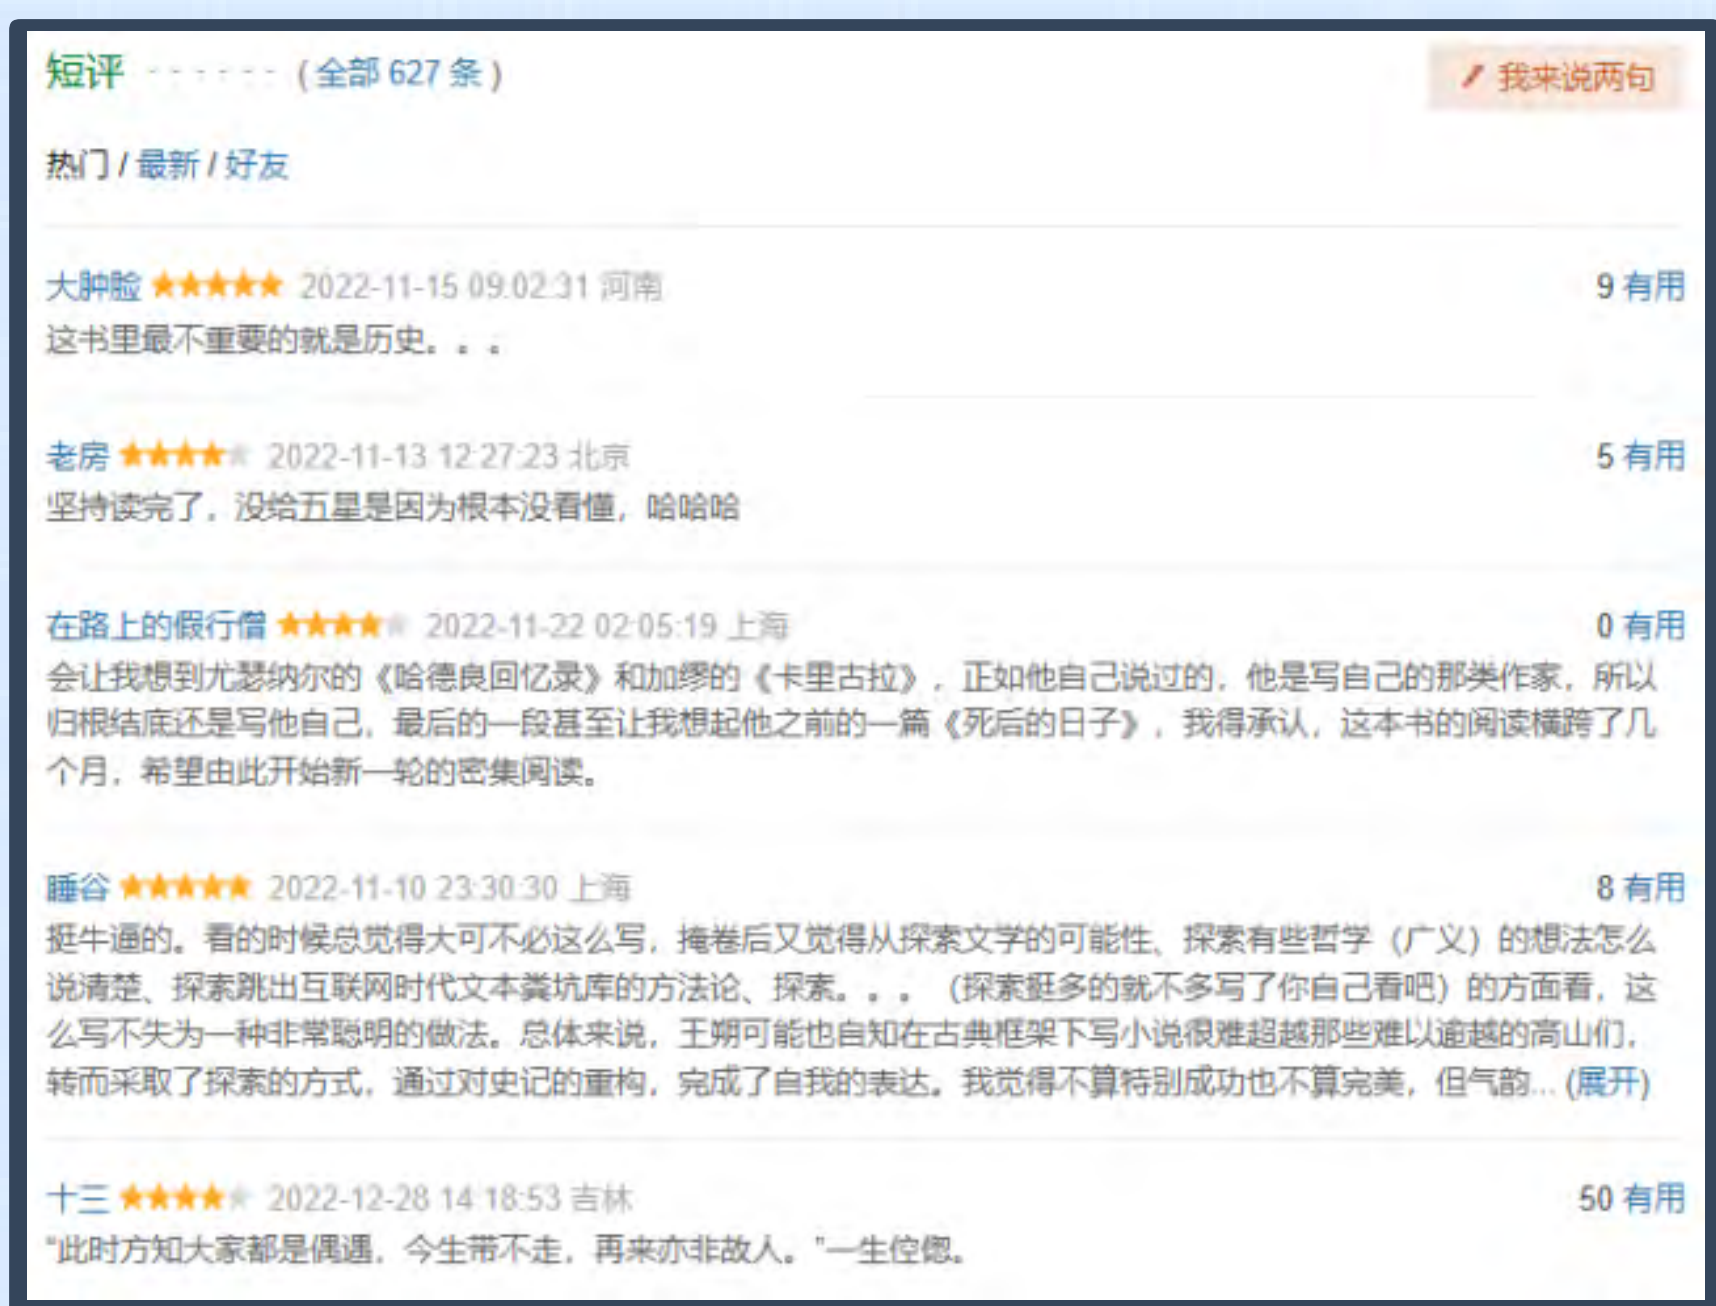 短评 · · · · · · ( 全部 627 条 )
我来说两句
热门 / 最新 / 好友
大肿脸 2022-11-15 09:02:31 河南 9 有用
这书里最不重要的就是历史。。。
老房 2022-11-13 12:27:23 北京 5 有用
坚持读完了，没给五星是因为根本没看懂，哈哈哈
在路上的假行僧 2022-11-22 02:05:19 上海 0 有用
会让我想到尤瑟纳尔的《哈德良回忆录》和加缪的《卡里古拉》，正如他自己说过的，他是写自己的那类作家，所以
归根结底还是写他自己，最后的一段甚至让我想起他之前的一篇《死后的日子》，我得承认，这本书的阅读横跨了几
个月，希望由此开始新一轮的密集阅读。
睡谷 2022-11-10 23:30:30 上海 8 有用
挺牛逼的。看的时候总觉得大可不必这么写，掩卷后又觉得从探索文学的可能性、探索有些哲学（广义）的想法怎么
说清楚、探索跳出互联网时代文本粪坑库的方法论、探索。。。（探索挺多的就不多写了你自己看吧）的方面看，这
么写不失为一种非常聪明的做法。总体来说，王朔可能也自知在古典框架下写小说很难超越那些难以逾越的高山们，
转而采取了探索的方式，通过对史记的重构，完成了自我的表达。我觉得不算特别成功也不算完美，但气韵... (展开)
十三 2022-12-28 14:18:53 吉林 50 有用
“此时方知大家都是偶遇，今生带不走，再来亦非故人。”一生倥偬。